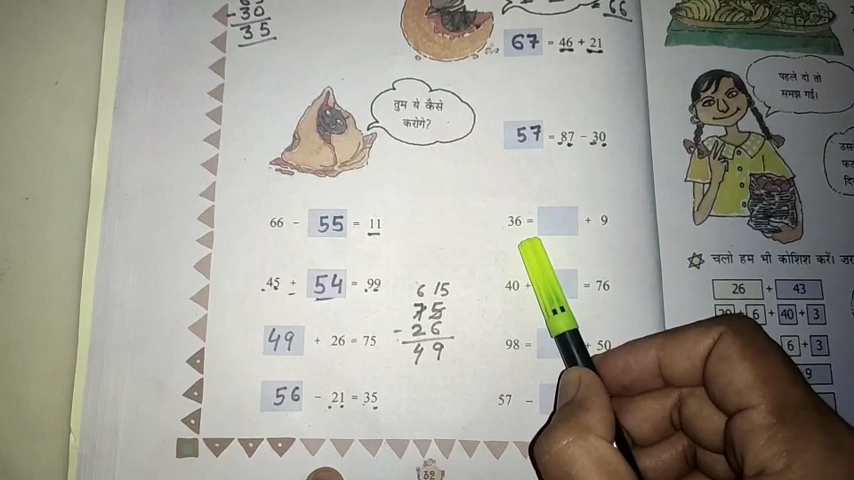 - 30
35
= 66
67 = 46 + 21
तुम ये कैसे
करोगे?
57 = 87 - 30
पहले दो तो
समझ गई।
66 - 55 = 11
36 = + 9
45 + 54 = 99
40 + = 76
चलो हम भी कोशिश करें।
26 + 43
6 + 40 + 3
6 + 3
9
49 + 26 = 75
6 15
75
- 26
49
98 = + 50
56 - 21 = 35
57 -
32